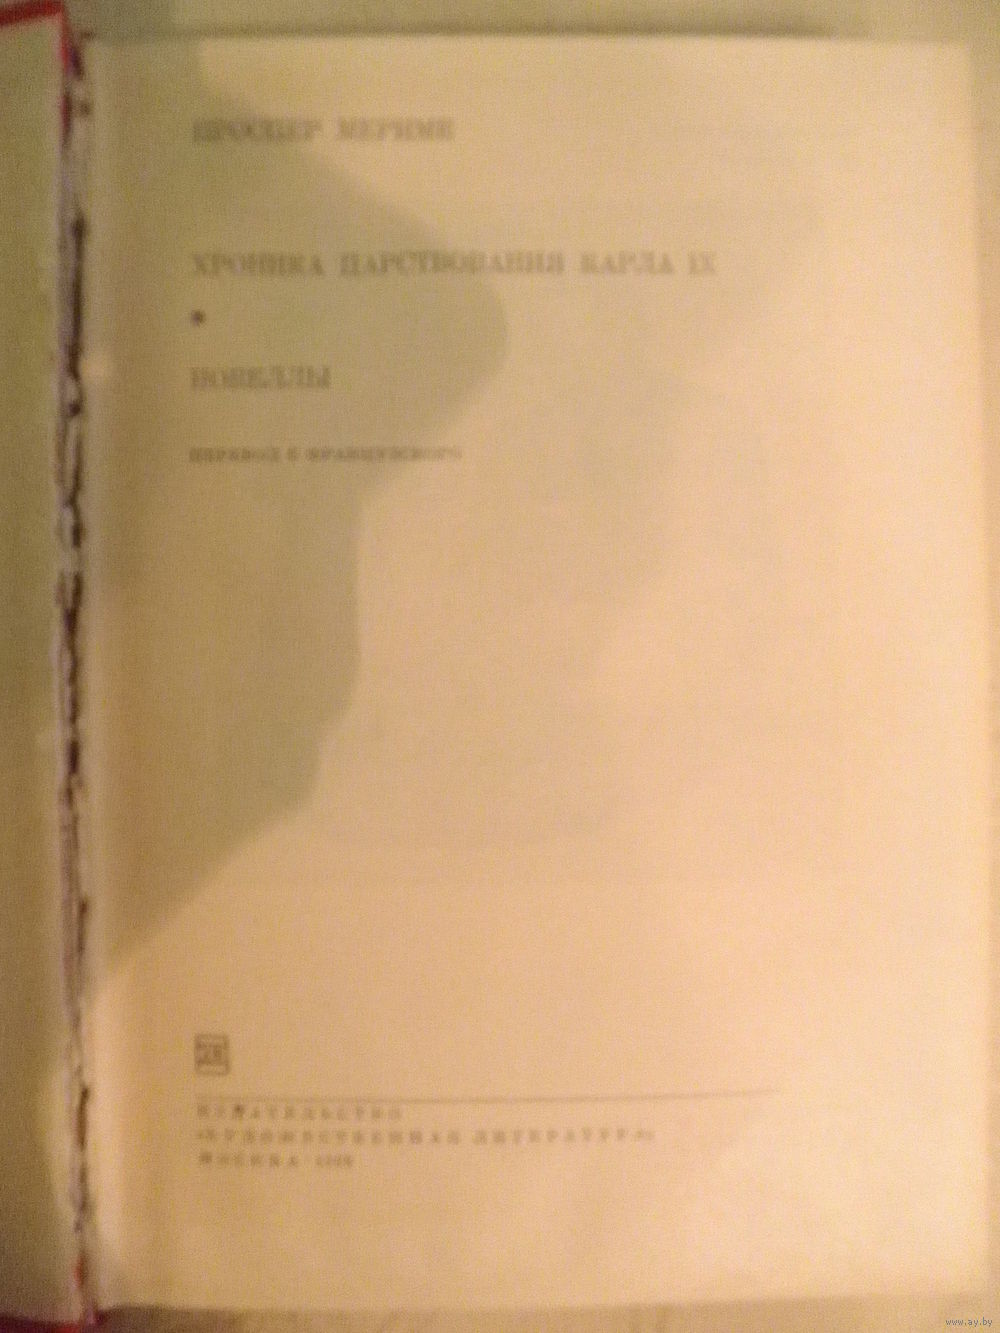 ПРОСПЕР МЕРИМЕ
ХРОНИКА ЦАРСТВОВАНИЯ КАРЛА IX
•
НОВЕЛЛЫ
ПЕРЕВОД С ФРАНЦУЗСКОГО
ИЗДАТЕЛЬСТВО
«ХУДОЖЕСТВЕННАЯ ЛИТЕРАТУРА»
МОСКВА
www.ay.by